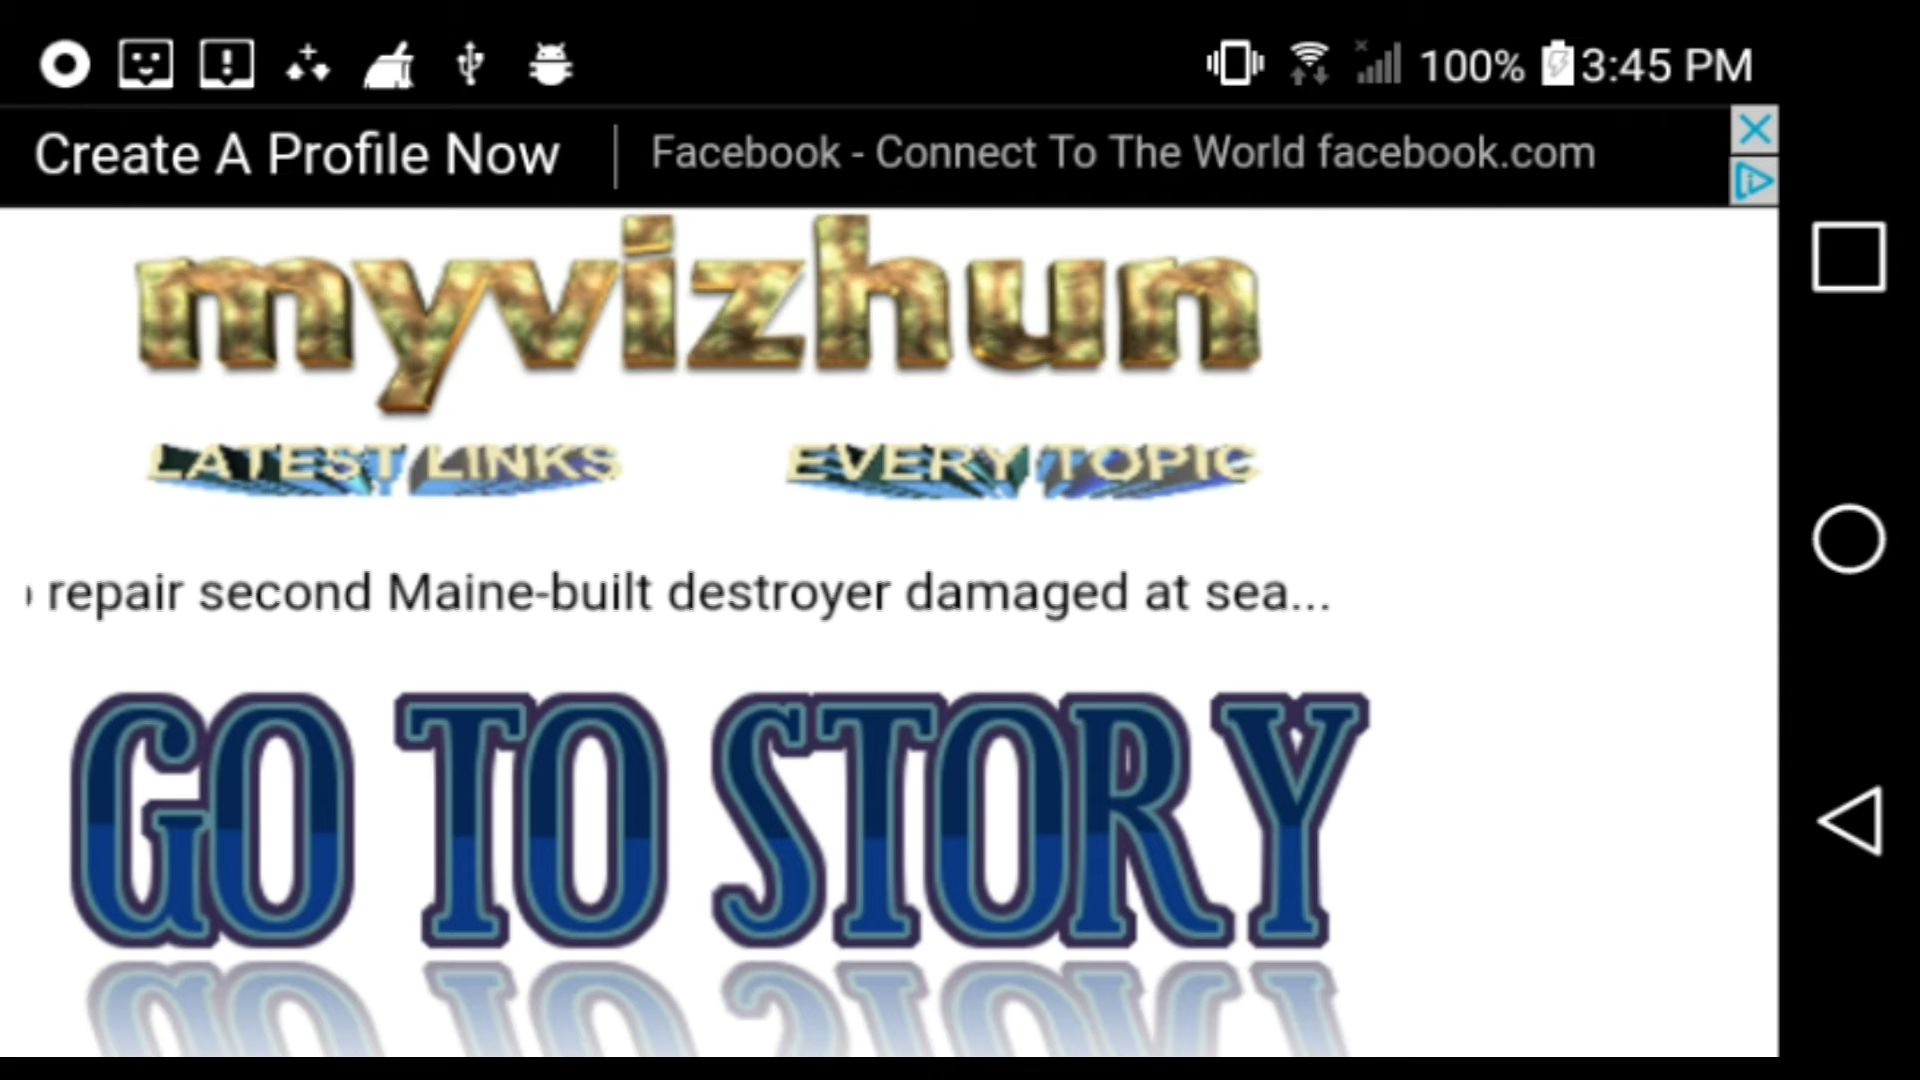 100% 3:45 PM
Create A Profile Now Facebook - Connect To The World facebook.com
myvizhun
LATEST LINKS EVERY TOPIC
repair second Maine-built destroyer damaged at sea...
GO TO STORY